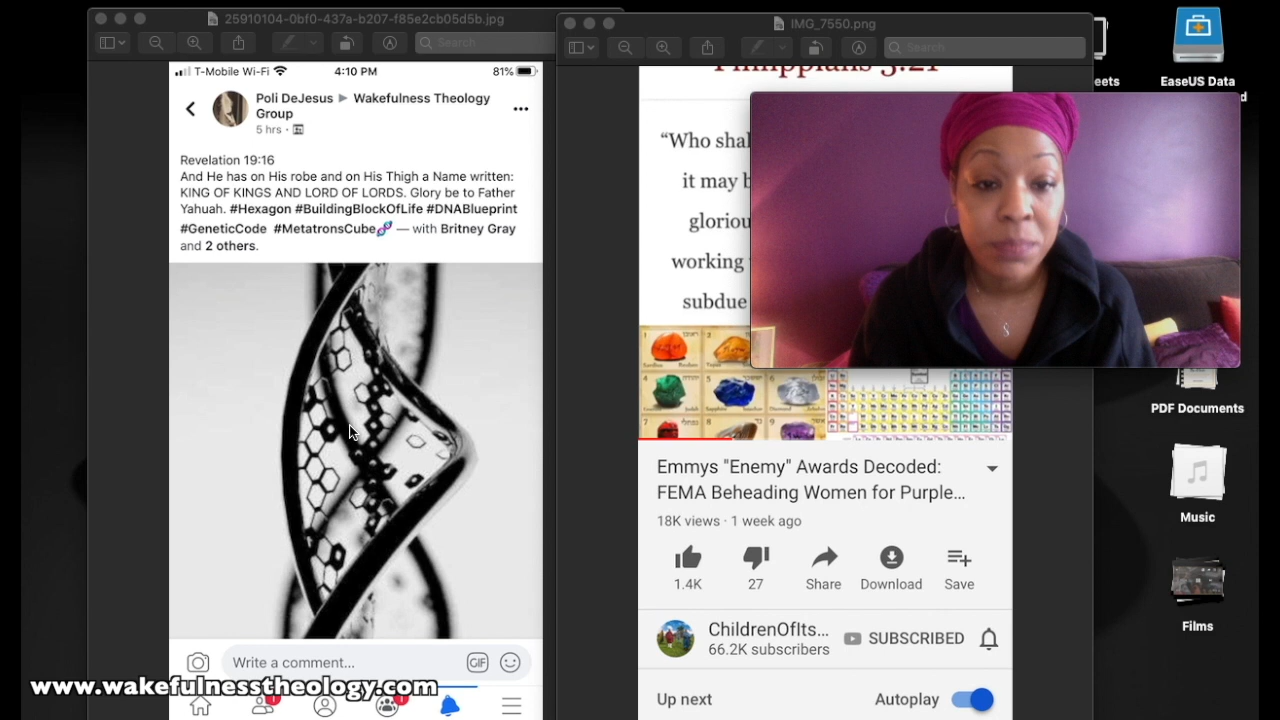 25910104-0bf0-437a-b207-f85e2cb05d5b.jpg
Search
T-Mobile Wi-Fi
4:10 PM
81%
Poli DeJesus ▶ Wakefulness Theology
Group
5 hrs ·
Revelation 19:16
And He has on His robe and on His Thigh a Name written:
KING OF KINGS AND LORD OF LORDS. Glory be to Father
Yahuah. #Hexagon #BuildingBlockOfLife #DNABlueprint
#GeneticCode #MetatronsCube🧬 — with Britney Gray
and 2 others.
Write a comment...
GIF
www.wakefulnesstheology.com
IMG_7550.png
Search
Philippians 3:21
“Who shal
it may b
gloriou
working
subdue
Emmys "Enemy" Awards Decoded:
FEMA Beheading Women for Purple...
18K views · 1 week ago
1.4K
27
Share
Download
Save
ChildrenOfIts...
SUBSCRIBED
66.2K subscribers
Up next
Autoplay
EaseUS Data
PDF Documents
Music
Films